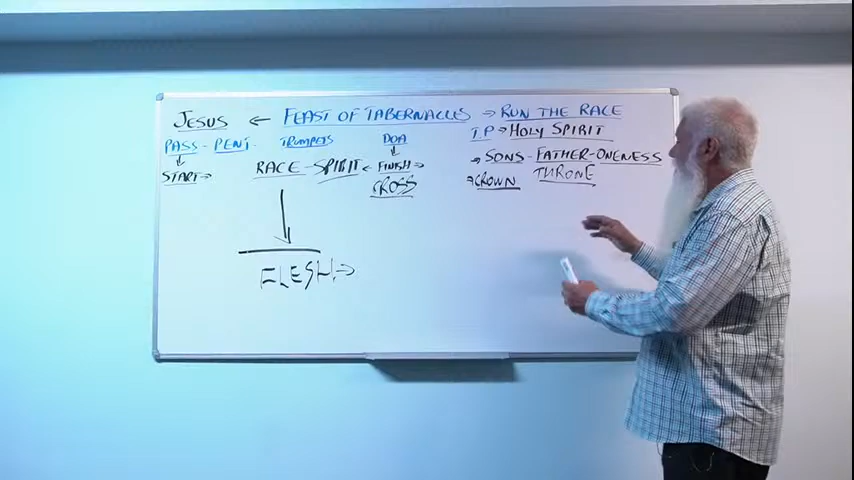 JESUS ← FEAST OF TABERNACLES → RUN THE RACE
PASS - PENT - TRUMPETS DOA I.P → HOLY SPIRIT
START → RACE - SPIRIT ← FINISH → → SONS - FATHER - ONENESS
CROSS → CROWN THRONE
FLESH →